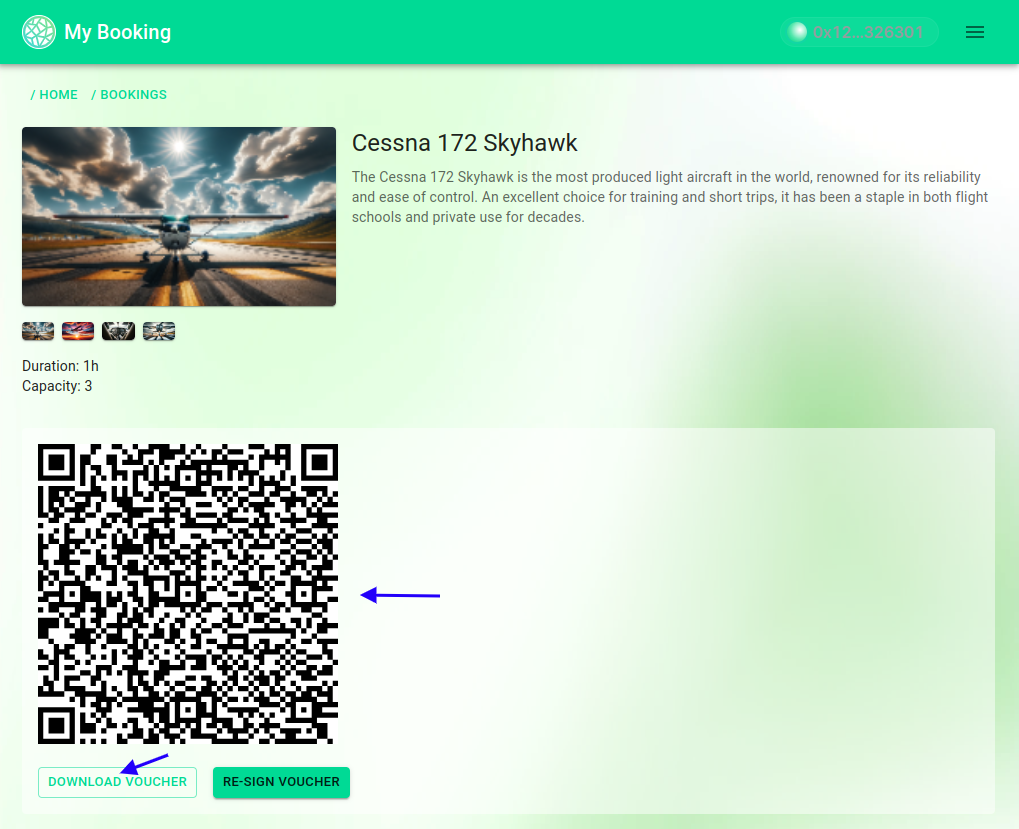 My Booking
0x12...326301
/ HOME / BOOKINGS
Cessna 172 Skyhawk
The Cessna 172 Skyhawk is the most produced light aircraft in the world, renowned for its reliability
and ease of control. An excellent choice for training and short trips, it has been a staple in both flight
schools and private use for decades.
Duration: 1h
Capacity: 3
DOWNLOAD VOUCHER
RE-SIGN VOUCHER